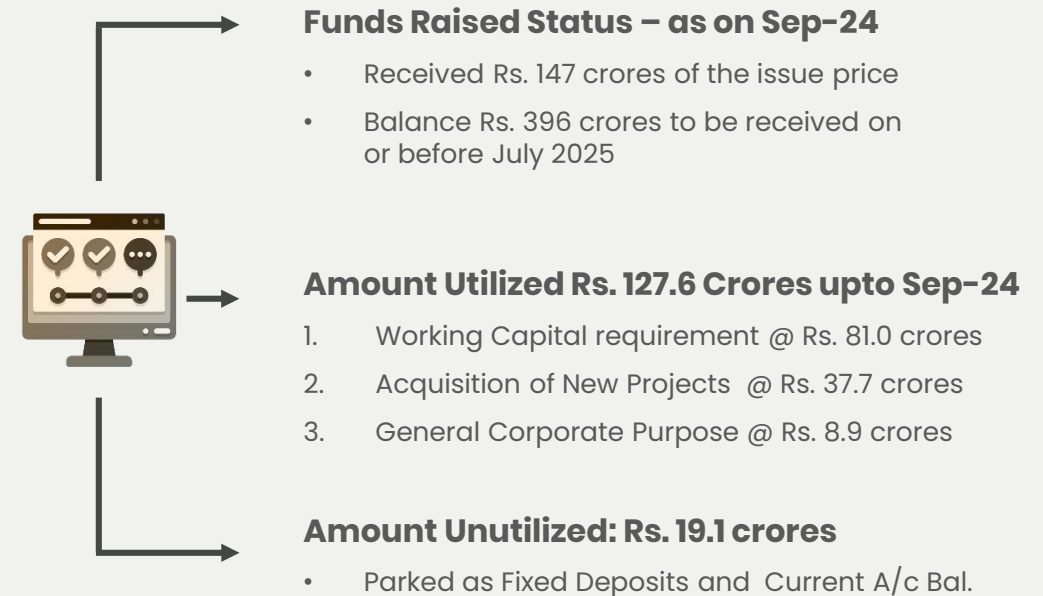 Funds Raised Status – as on Sep-24
• Received Rs. 147 crores of the issue price
• Balance Rs. 396 crores to be received on
or before July 2025
Amount Utilized Rs. 127.6 Crores upto Sep-24
1. Working Capital requirement @ Rs. 81.0 crores
2. Acquisition of New Projects @ Rs. 37.7 crores
3. General Corporate Purpose @ Rs. 8.9 crores
Amount Unutilized: Rs. 19.1 crores
• Parked as Fixed Deposits and Current A/c Bal.